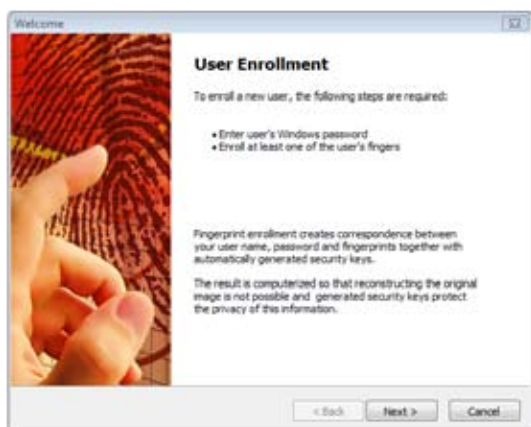 Welcome
User Enrollment
To enroll a new user, the following steps are required:
• Enter user's Windows password
• Enroll at least one of the user's fingers
Fingerprint enrollment creates correspondence between
your user name, password and fingerprints together with
automatically generated security keys.
The result is computerized so that reconstructing the original
image is not possible and generated security keys protect
the privacy of this information.
< Back Next > Cancel